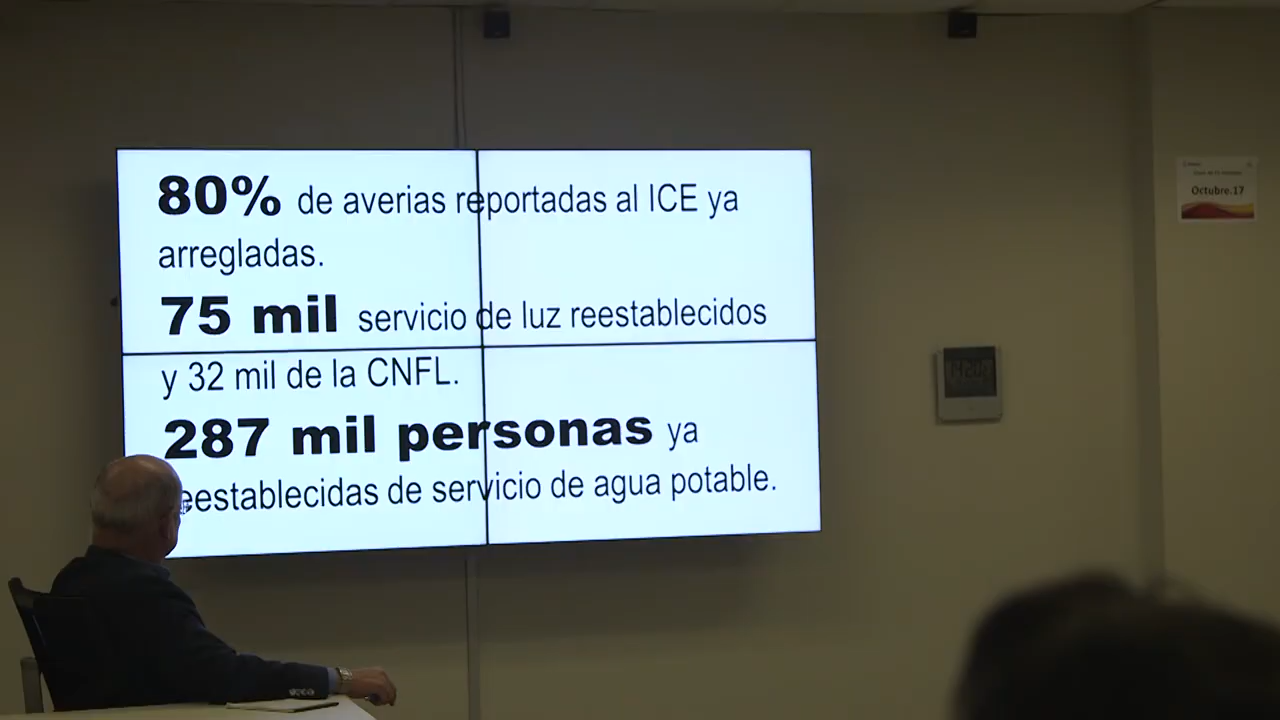 80% de averias reportadas al ICE ya
arregladas.
75 mil servicio de luz reestablecidos
y 32 mil de la CNFL.
287 mil personas ya
reestablecidas de servicio de agua potable.
Octubre.17